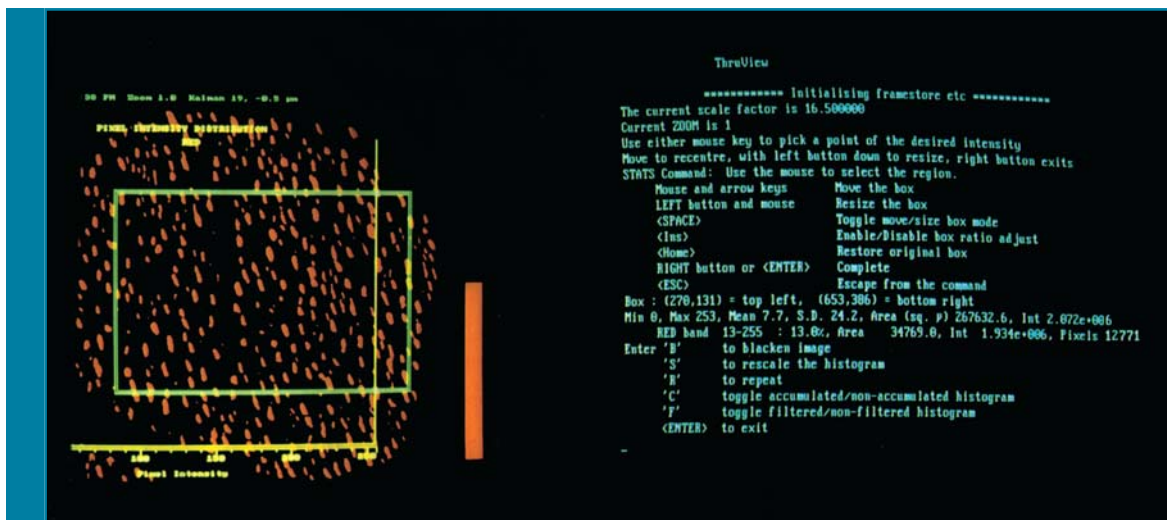 50 PM Zoom 1.0 Kalman 19, -0.5 µm
PIXEL INTENSITY DISTRIBUTION
RED
100
200
Pixel Intensity
ThruView
************ Initialising framestore etc ************
The current scale factor is 16.500000
Current ZOOM is 1
Use either mouse key to pick a point of the desired intensity
Move to recentre, with left button down to resize, right button exits
STATS Command: Use the mouse to select the region.
Mouse and arrow keys Move the box
LEFT button and mouse Resize the box
<SPACE> Toggle move/size box mode
<Ins> Enable/Disable box ratio adjust
<Home> Restore original box
RIGHT button or <ENTER> Complete
<ESC> Escape from the command
Box : (270,131) = top left, (653,386) = bottom right
Min 0, Max 253, Mean 7.7, S.D. 24.2, Area (sq. µ) 267632.6, Int 2.072e+006
RED band 13-255 : 13.0%, Area 34769.0, Int 1.934e+006, Pixels 12771
Enter 'B' to blacken image
'S' to rescale the histogram
'R' to repeat
'C' toggle accumulated/non-accumulated histogram
'F' toggle filtered/non-filtered histogram
<ENTER> to exit